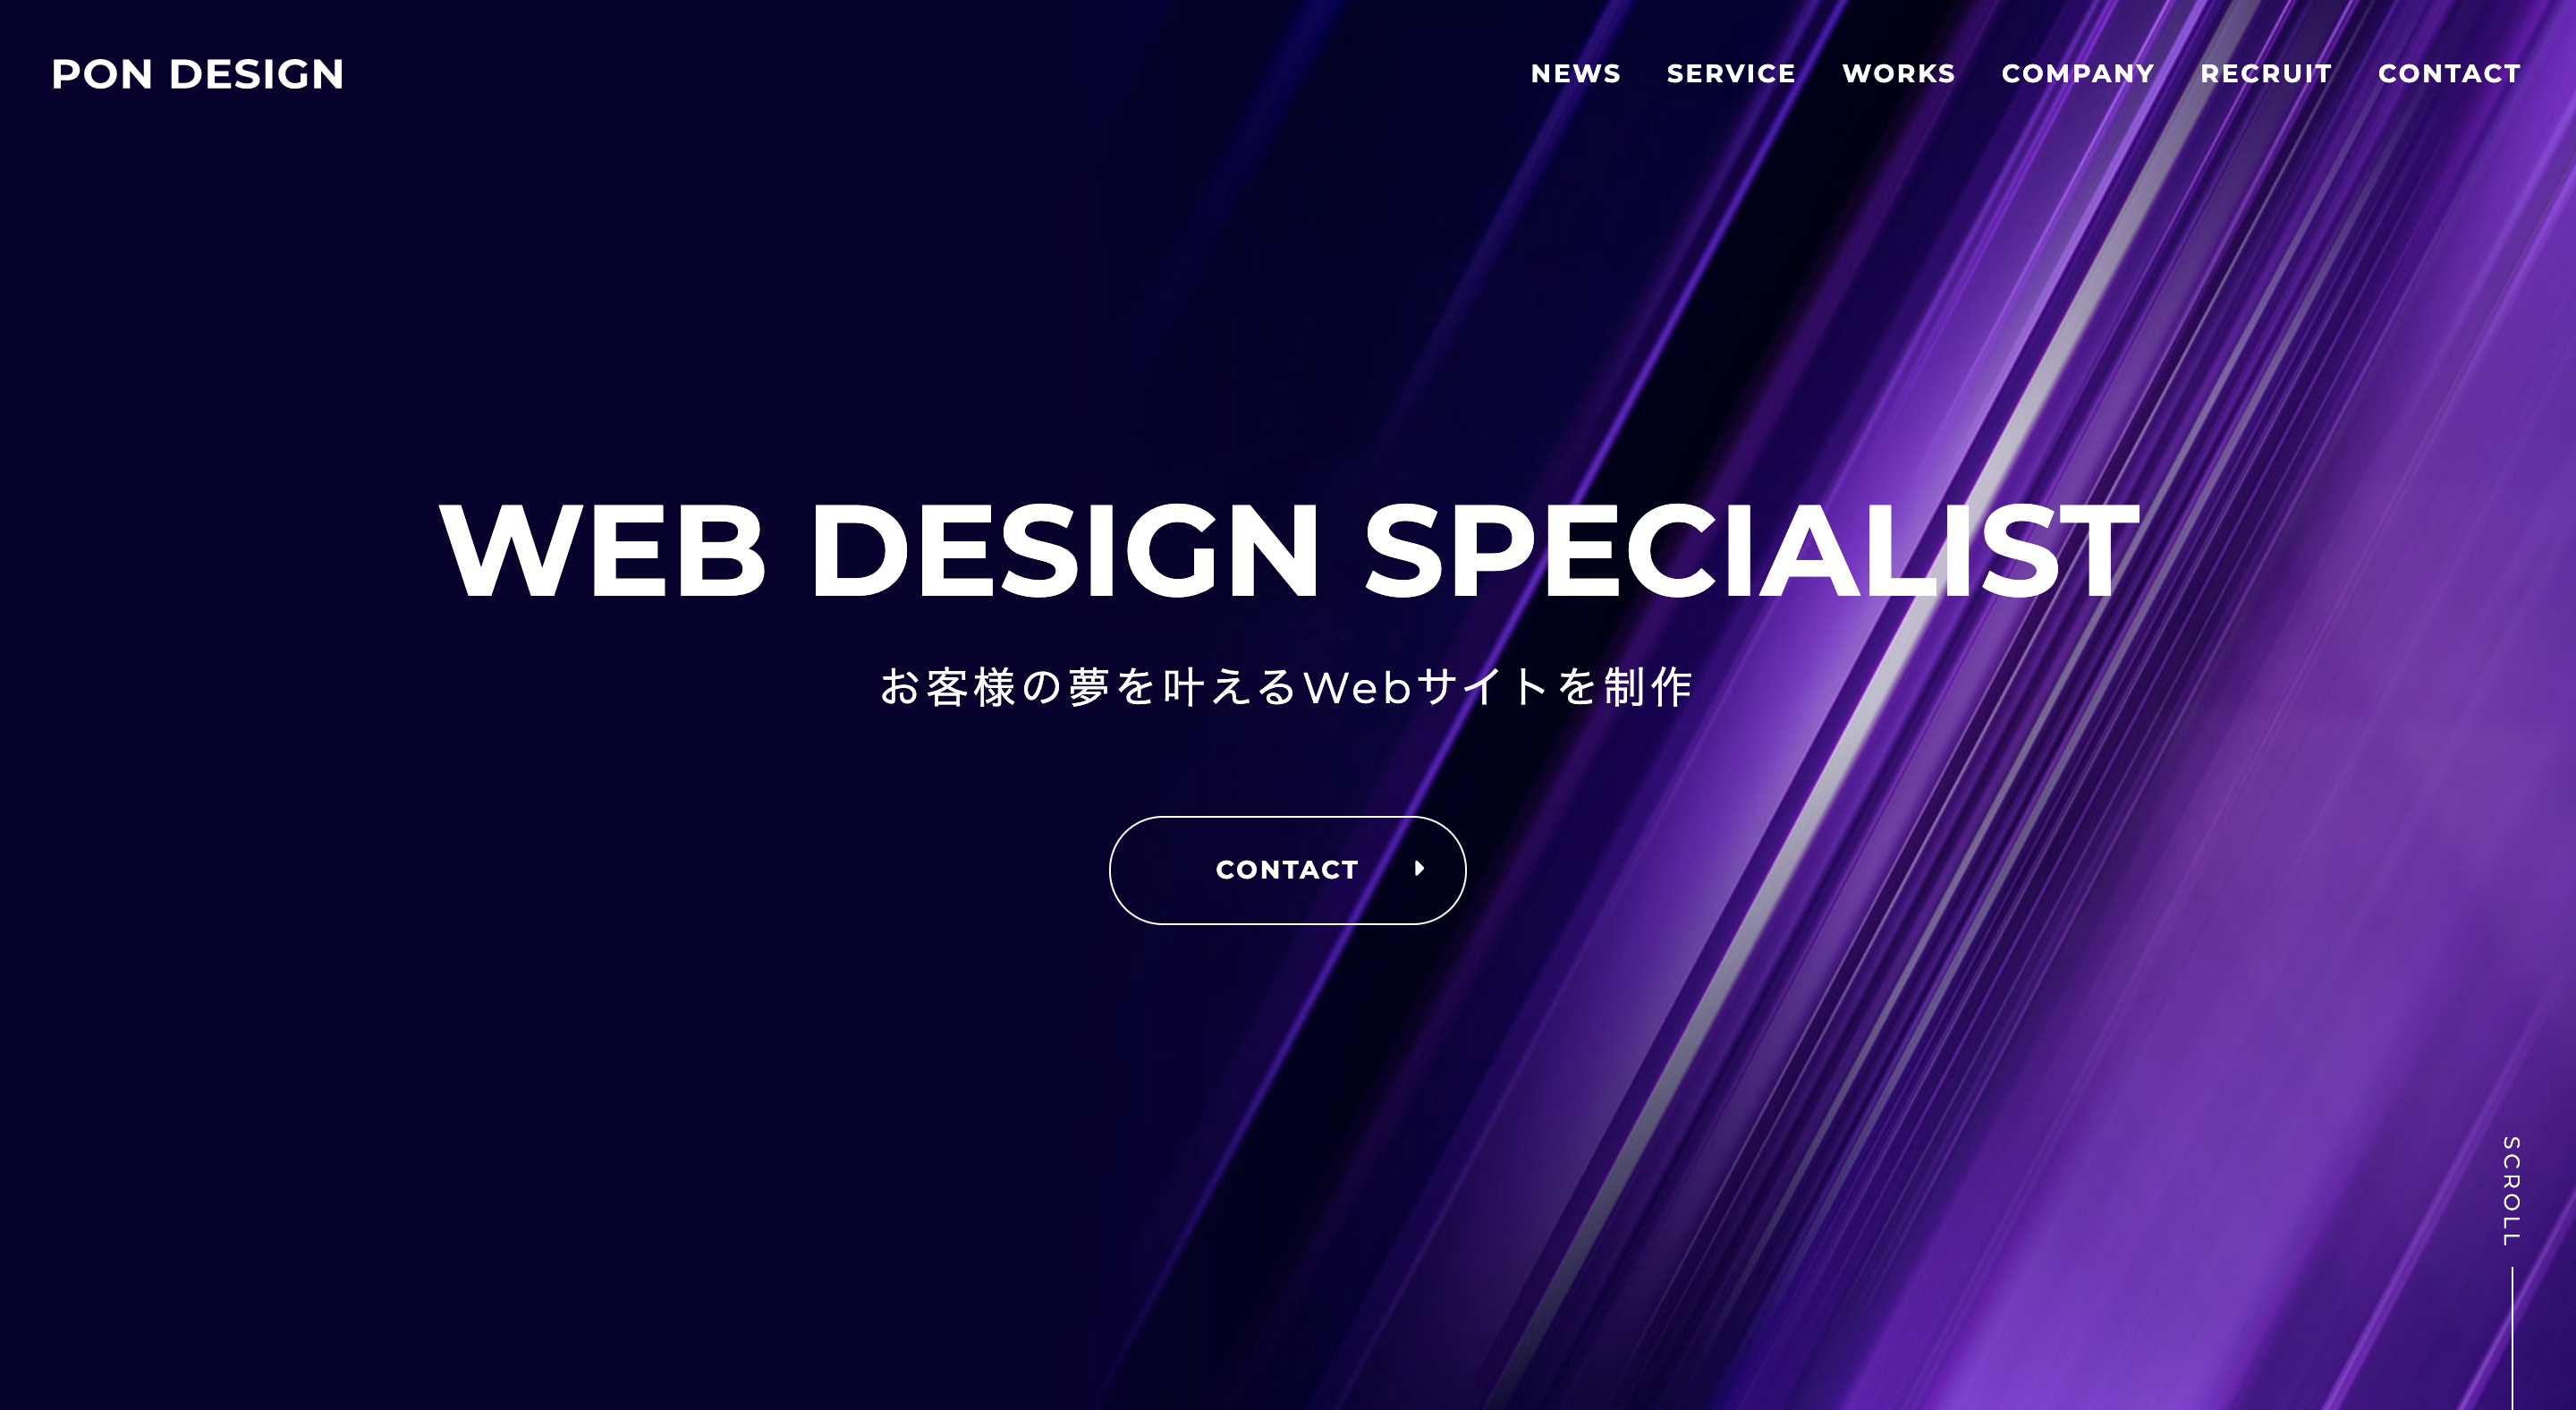 PON DESIGN
NEWS SERVICE WORKS COMPANY RECRUIT CONTACT
WEB DESIGN SPECIALIST
お客様の夢を叶えるWebサイトを制作
CONTACT
SCROLL